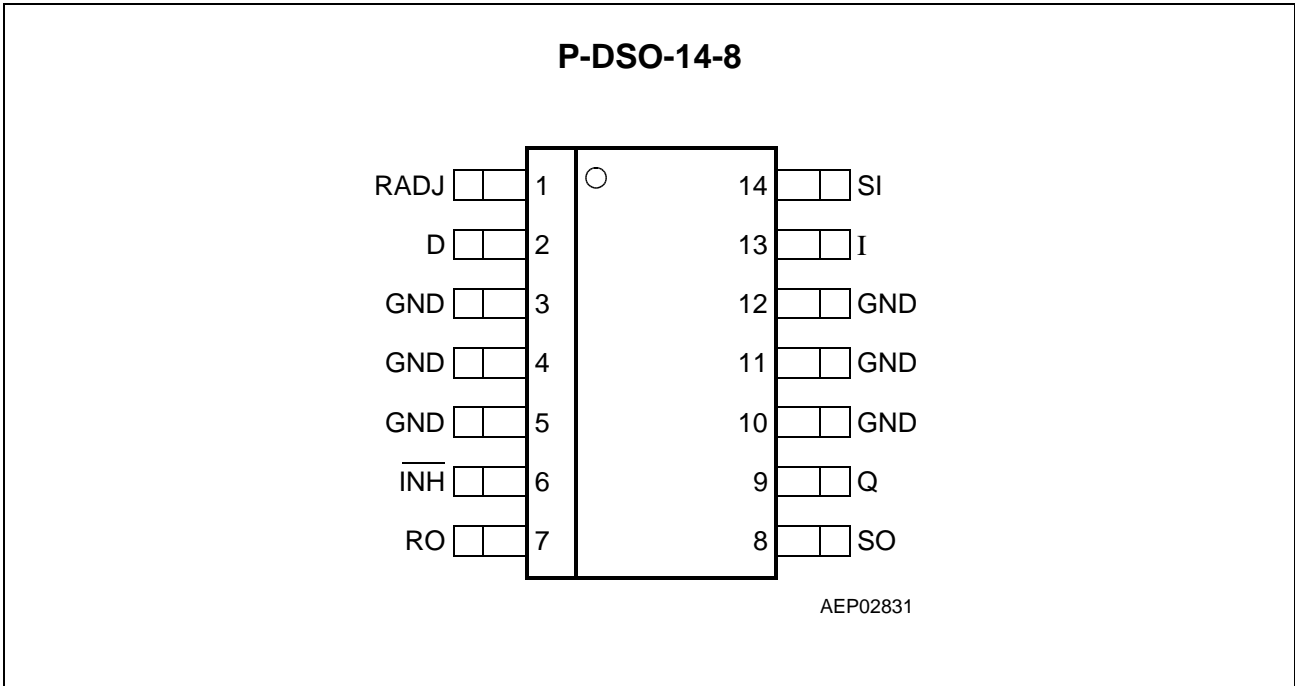 P-DSO-14-8
RADJ 1 14 SI
D 2 13 I
GND 3 12 GND
GND 4 11 GND
GND 5 10 GND
I̅N̅H̅ 6 9 Q
RO 7 8 SO
AEP02831